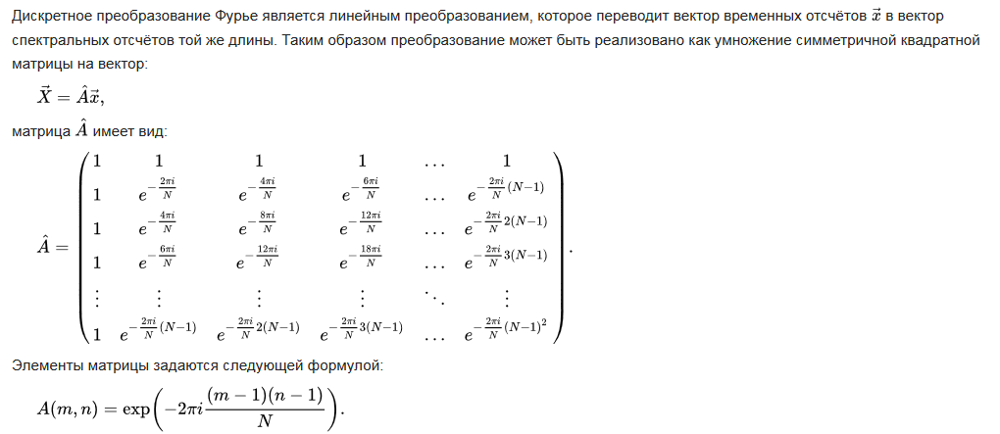 Дискретное преобразование Фурье является линейным преобразованием, которое переводит вектор временных отсчётов $\vec{x}$ в вектор
спектральных отсчётов той же длины. Таким образом преобразование может быть реализовано как умножение симметричной квадратной
матрицы на вектор:
$\vec{X} = \hat{A}\vec{x},$
матрица $\hat{A}$ имеет вид:
$\hat{A} = \begin{pmatrix} 1 & 1 & 1 & 1 & \dots & 1 \\ 1 & e^{-\frac{2\pi i}{N}} & e^{-\frac{4\pi i}{N}} & e^{-\frac{6\pi i}{N}} & \dots & e^{-\frac{2\pi i}{N}(N-1)} \\ 1 & e^{-\frac{4\pi i}{N}} & e^{-\frac{8\pi i}{N}} & e^{-\frac{12\pi i}{N}} & \dots & e^{-\frac{2\pi i}{N}2(N-1)} \\ 1 & e^{-\frac{6\pi i}{N}} & e^{-\frac{12\pi i}{N}} & e^{-\frac{18\pi i}{N}} & \dots & e^{-\frac{2\pi i}{N}3(N-1)} \\ \vdots & \vdots & \vdots & \vdots & \ddots & \vdots \\ 1 & e^{-\frac{2\pi i}{N}(N-1)} & e^{-\frac{2\pi i}{N}2(N-1)} & e^{-\frac{2\pi i}{N}3(N-1)} & \dots & e^{-\frac{2\pi i}{N}(N-1)^2} \end{pmatrix}.$
Элементы матрицы задаются следующей формулой:
$A(m, n) = \exp\left(-2\pi i \frac{(m-1)(n-1)}{N}\right).$